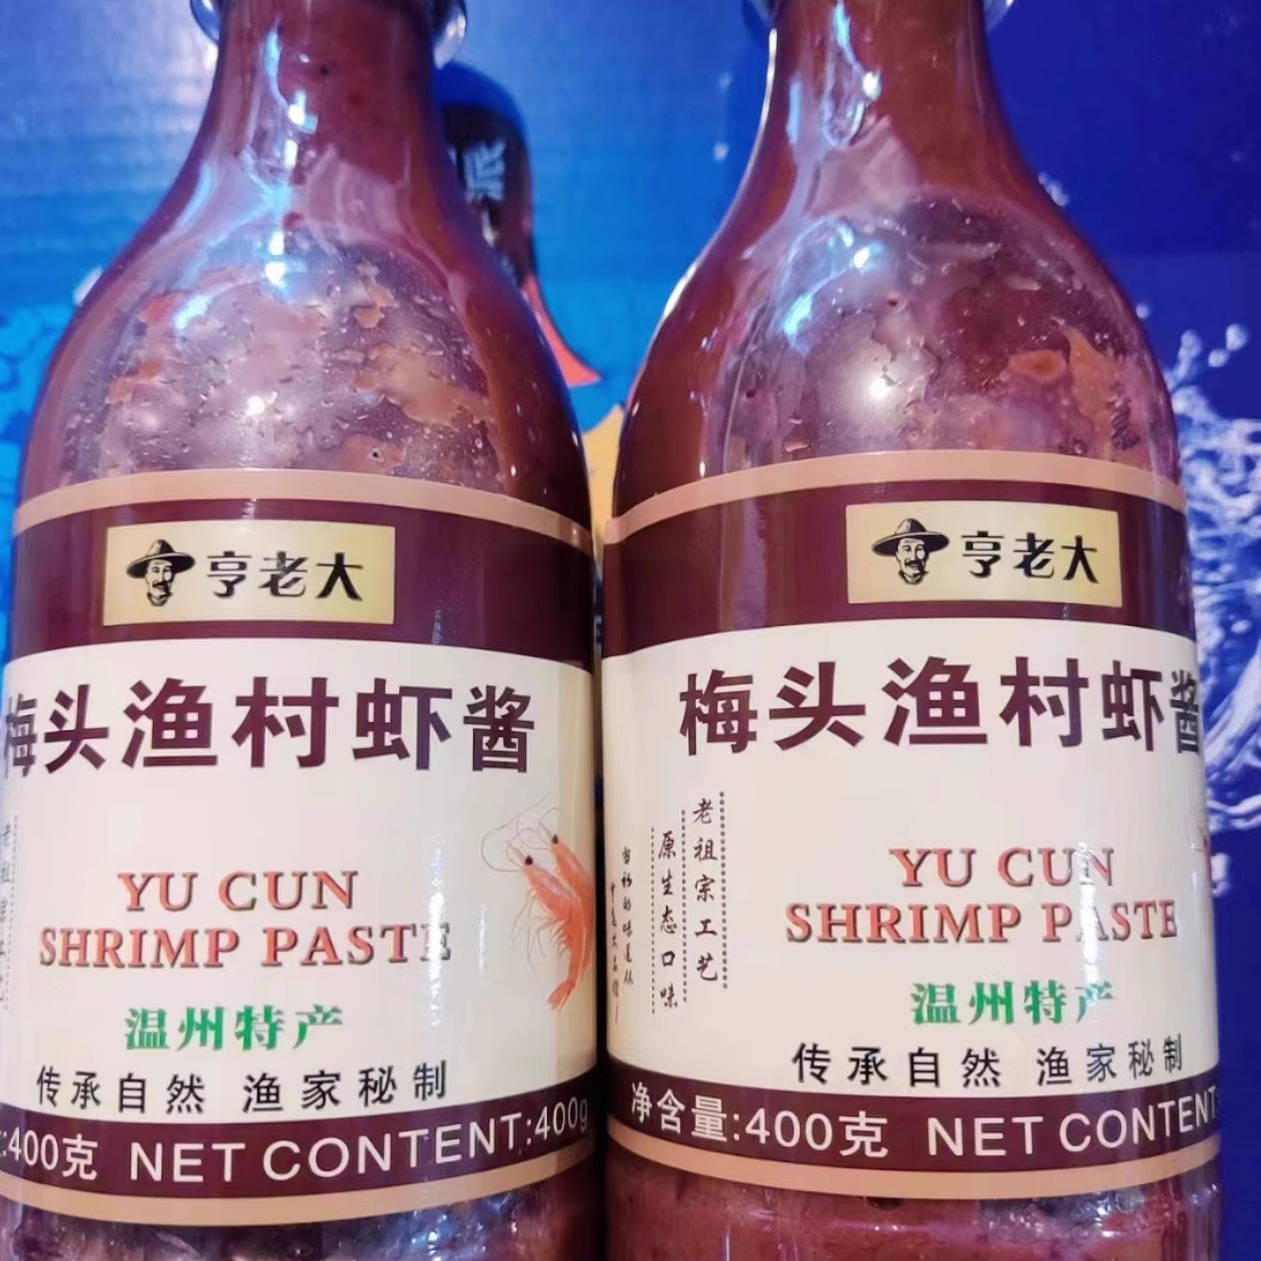 亨老大
梅头渔村虾酱
YU CUN
SHRIMP PASTE
温州特产
传承自然 渔家秘制
:400克 NET CONTENT:400g
亨老大
梅头渔村虾酱
老祖宗工艺
原生态口味
YU CUN
SHRIMP PASTE
温州特产
传承自然 渔家秘制
净含量:400克 NET CONTENT